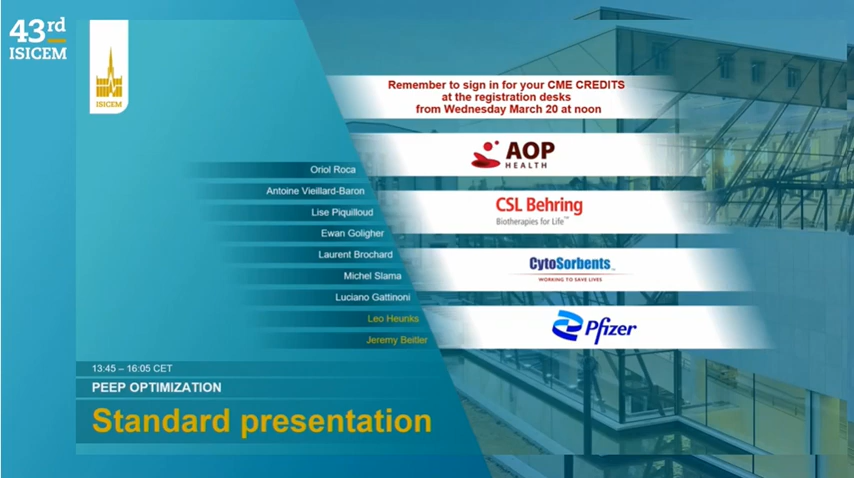 43rd
ISICEM
ISICEM
Remember to sign in for your CME CREDITS
at the registration desks
from Wednesday March 20 at noon
AOP
HEALTH
CSL Behring
Biotherapies for Life™
CytoSorbents™
WORKING TO SAVE LIVES
Pfizer
Oriol Roca
Antoine Vieillard-Baron
Lise Piquilloud
Ewan Goligher
Laurent Brochard
Michel Slama
Luciano Gattinoni
Leo Heunks
Jeremy Beitler
13:45 – 16:05 CET
PEEP OPTIMIZATION
Standard presentation